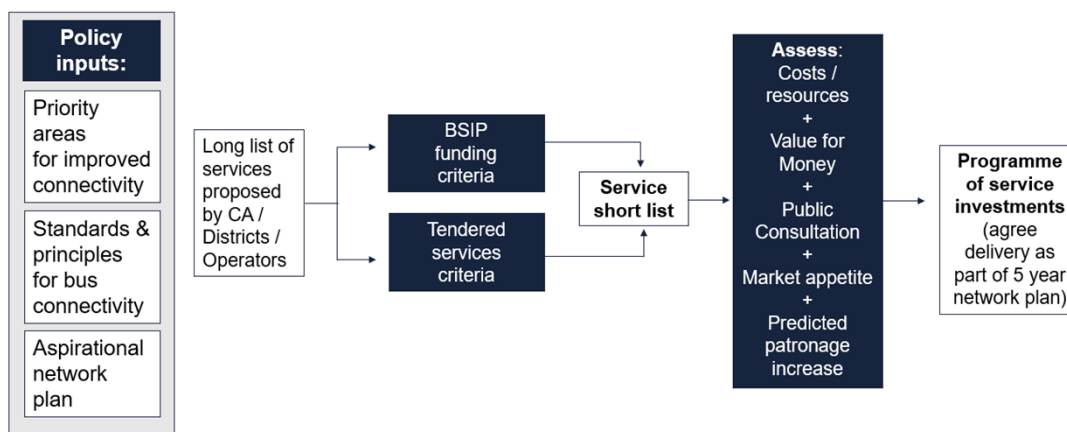 Policy
inputs:
Priority
areas
for improved
connectivity
Standards &
principles
for bus
connectivity
Aspirational
network
plan
Long list of
services
proposed
by CA /
Districts /
Operators
BSIP
funding
criteria
Tendered
services
criteria
Service
short list
Assess:
Costs /
resources
+
Value for
Money
+
Public
Consultation
+
Market appetite
+
Predicted
patronage
increase
Programme
of service
investments
(agree
delivery as
part of 5 year
network plan)